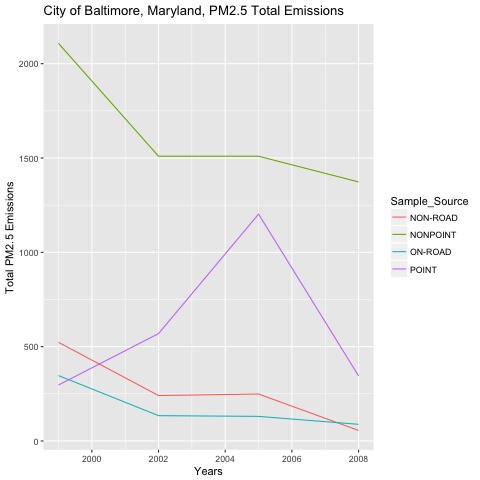 City of Baltimore, Maryland, PM2.5 Total Emissions
Total PM2.5 Emissions
2000
1500
1000
500
0
2000 2002 2004 2006 2008
Years
Sample_Source
NON-ROAD
NONPOINT
ON-ROAD
POINT